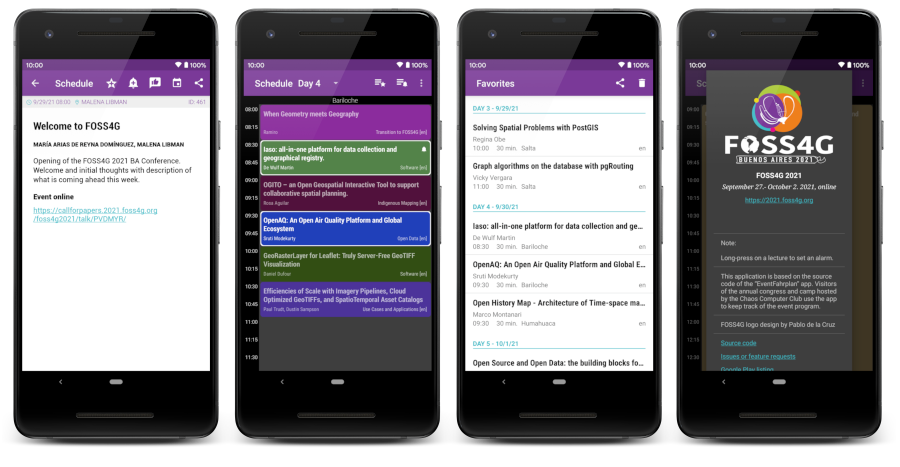 10:00
100%
Schedule
9/29/21 08:00
MALENA LIBMAN
ID: 461
Welcome to FOSS4G
MARÍA ARIAS DE REYNA DOMÍNGUEZ, MALENA LIBMAN
Opening of the FOSS4G 2021 BA Conference.
Welcome and initial thoughts with description of
what is coming ahead this week.
Event online
https://callforpapers.2021.foss4g.org
/foss4g2021/talk/PVDMYR/
10:00
100%
Schedule Day 4
Bariloche
08:00
When Geometry meets Geography
08:15
Transition to FOSS4G [en]
08:30
Iaso: all-in-one platform for data collection and
geographical registry.
08:45
De Wulf Martin
Software [en]
09:00
OGITO – an Open Geospatial Interactive Tool to support
collaborative spatial planning.
09:15
Rosa Aguilar
Indigenous Mapping [en]
09:30
OpenAQ: An Open Air Quality Platform and Global
Ecosystem
09:45
Sruti Modekurty
Open Data [en]
10:00
GeoRasterLayer for Leaflet: Truly Server-Free GeoTIFF
Visualization
10:15
Daniel Dufour
Software [en]
10:30
Efficiencies of Scale with Imagery Pipelines, Cloud
Optimized GeoTIFFs, and SpatioTemporal Asset Catalogs
10:45
Paul Trudt, Dustin Sampson
Use Cases and Applications [en]
11:00
11:15
11:30
10:00
100%
Favorites
DAY 3 - 9/29/21
Solving Spatial Problems with PostGIS
Regina Obe
10:00 30 min. Salta
en
Graph algorithms on the database with pgRouting
Vicky Vergara
11:00 30 min. Salta
en
DAY 4 - 9/30/21
Iaso: all-in-one platform for data collection and ge...
De Wulf Martin
08:30 30 min. Bariloche
en
OpenAQ: An Open Air Quality Platform and Global E...
Sruti Modekurty
09:30 30 min. Bariloche
en
Open History Map - Architecture of Time-space ma...
Marco Montanari
09:30 30 min. Humahuaca
en
DAY 5 - 10/1/21
Open Source and Open Data: the building blocks fo...
10:00
100%
Sc
FOSS4G
BUENOS AIRES 2021
FOSS4G 2021
September 27.- October 2. 2021, online
https://2021.foss4g.org
Note:
Long-press on a lecture to set an alarm.
This application is based on the source
code of the "EventFahrplan" app. Visitors
of the annual congress and camp hosted
by the Chaos Computer Club use the app
to keep track of the event program.
FOSS4G logo design by Pablo de la Cruz
Source code
Issues or feature requests
Google Play listing